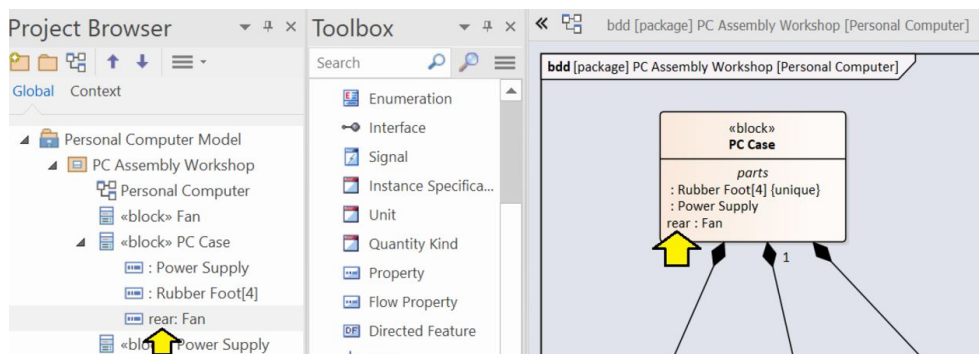 Project Browser
Global Context
Personal Computer Model
PC Assembly Workshop
Personal Computer
«block» Fan
«block» PC Case
: Power Supply
: Rubber Foot[4]
rear: Fan
Power Supply
Toolbox
Search
Enumeration
Interface
Signal
Instance Specifica...
Unit
Quantity Kind
Property
Flow Property
Directed Feature
bdd [package] PC Assembly Workshop [Personal Computer]
bdd [package] PC Assembly Workshop [Personal Computer]
«block»
PC Case
parts
: Rubber Foot[4] {unique}
: Power Supply
rear : Fan
1